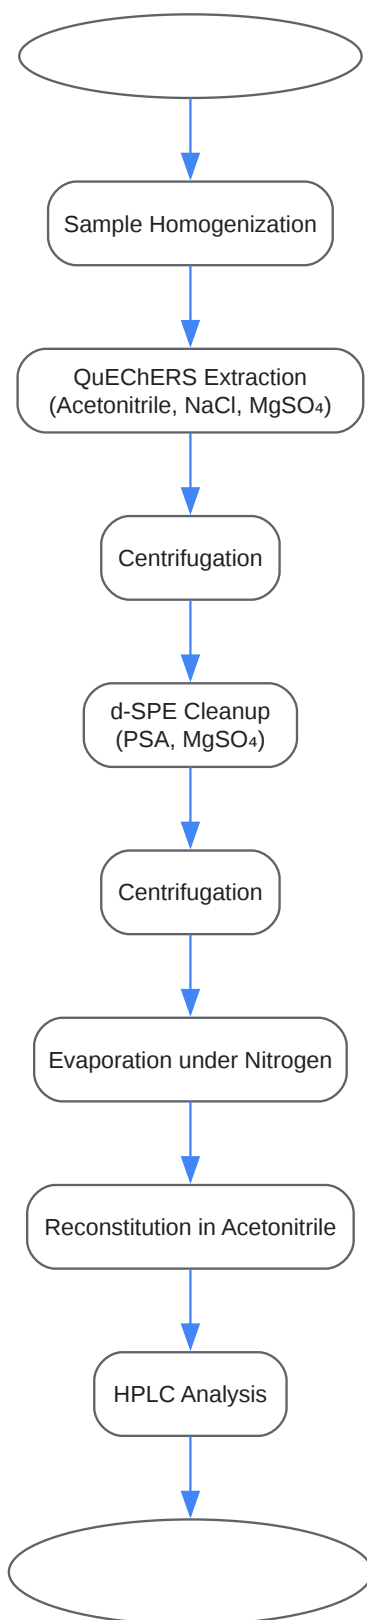 Sample Homogenization
QuEChERS Extraction
(Acetonitrile, NaCl, MgSO₄)
Centrifugation
d-SPE Cleanup
(PSA, MgSO₄)
Centrifugation
Evaporation under Nitrogen
Reconstitution in Acetonitrile
HPLC Analysis